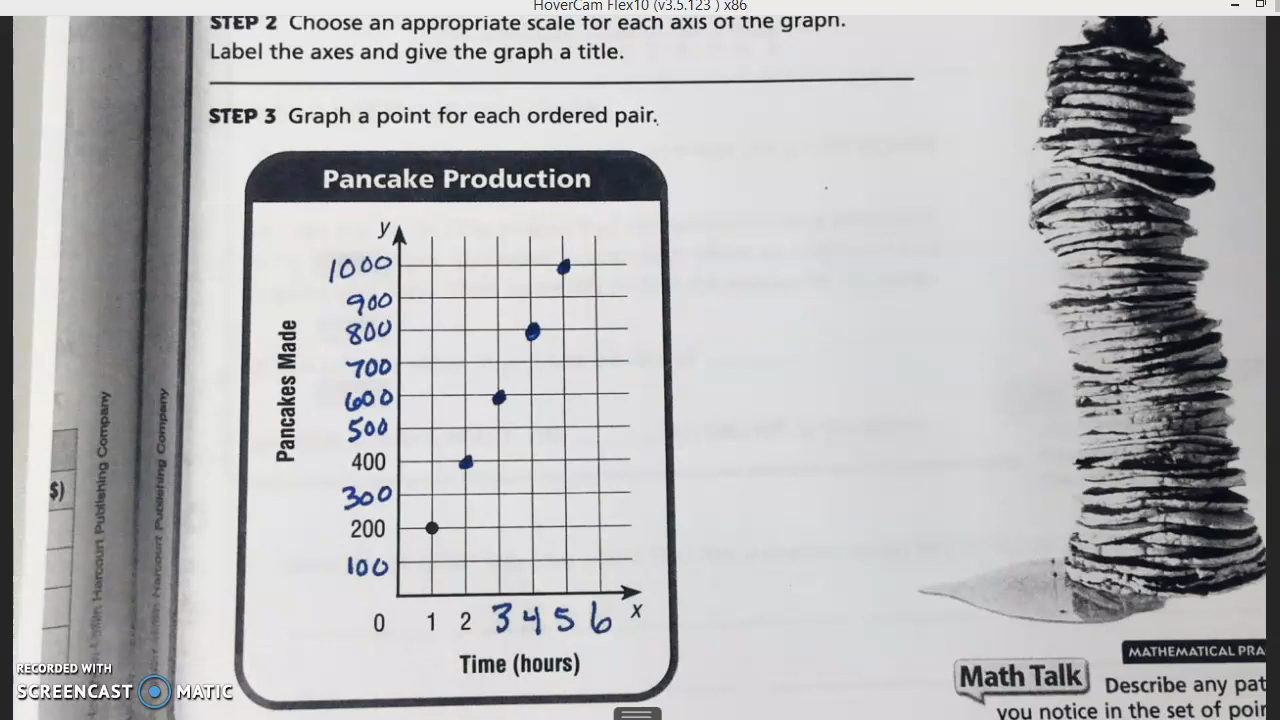 HoverCam Flex10 (v3.5.123 ) x86
STEP 2 Choose an appropriate scale for each axis of the graph.
Label the axes and give the graph a title.
STEP 3 Graph a point for each ordered pair.
Pancake Production
y
1000
900
800
700
600
500
400
300
200
100
0 1 2 3 4 5 6 x
Pancakes Made
Time (hours)
$)
Harcourt Publishing Company
Harcourt Publishing Company
MATHEMATICAL PRA
Math Talk
Describe any pat
you notice in the set of poir
RECORDED WITH
SCREENCAST MATIC